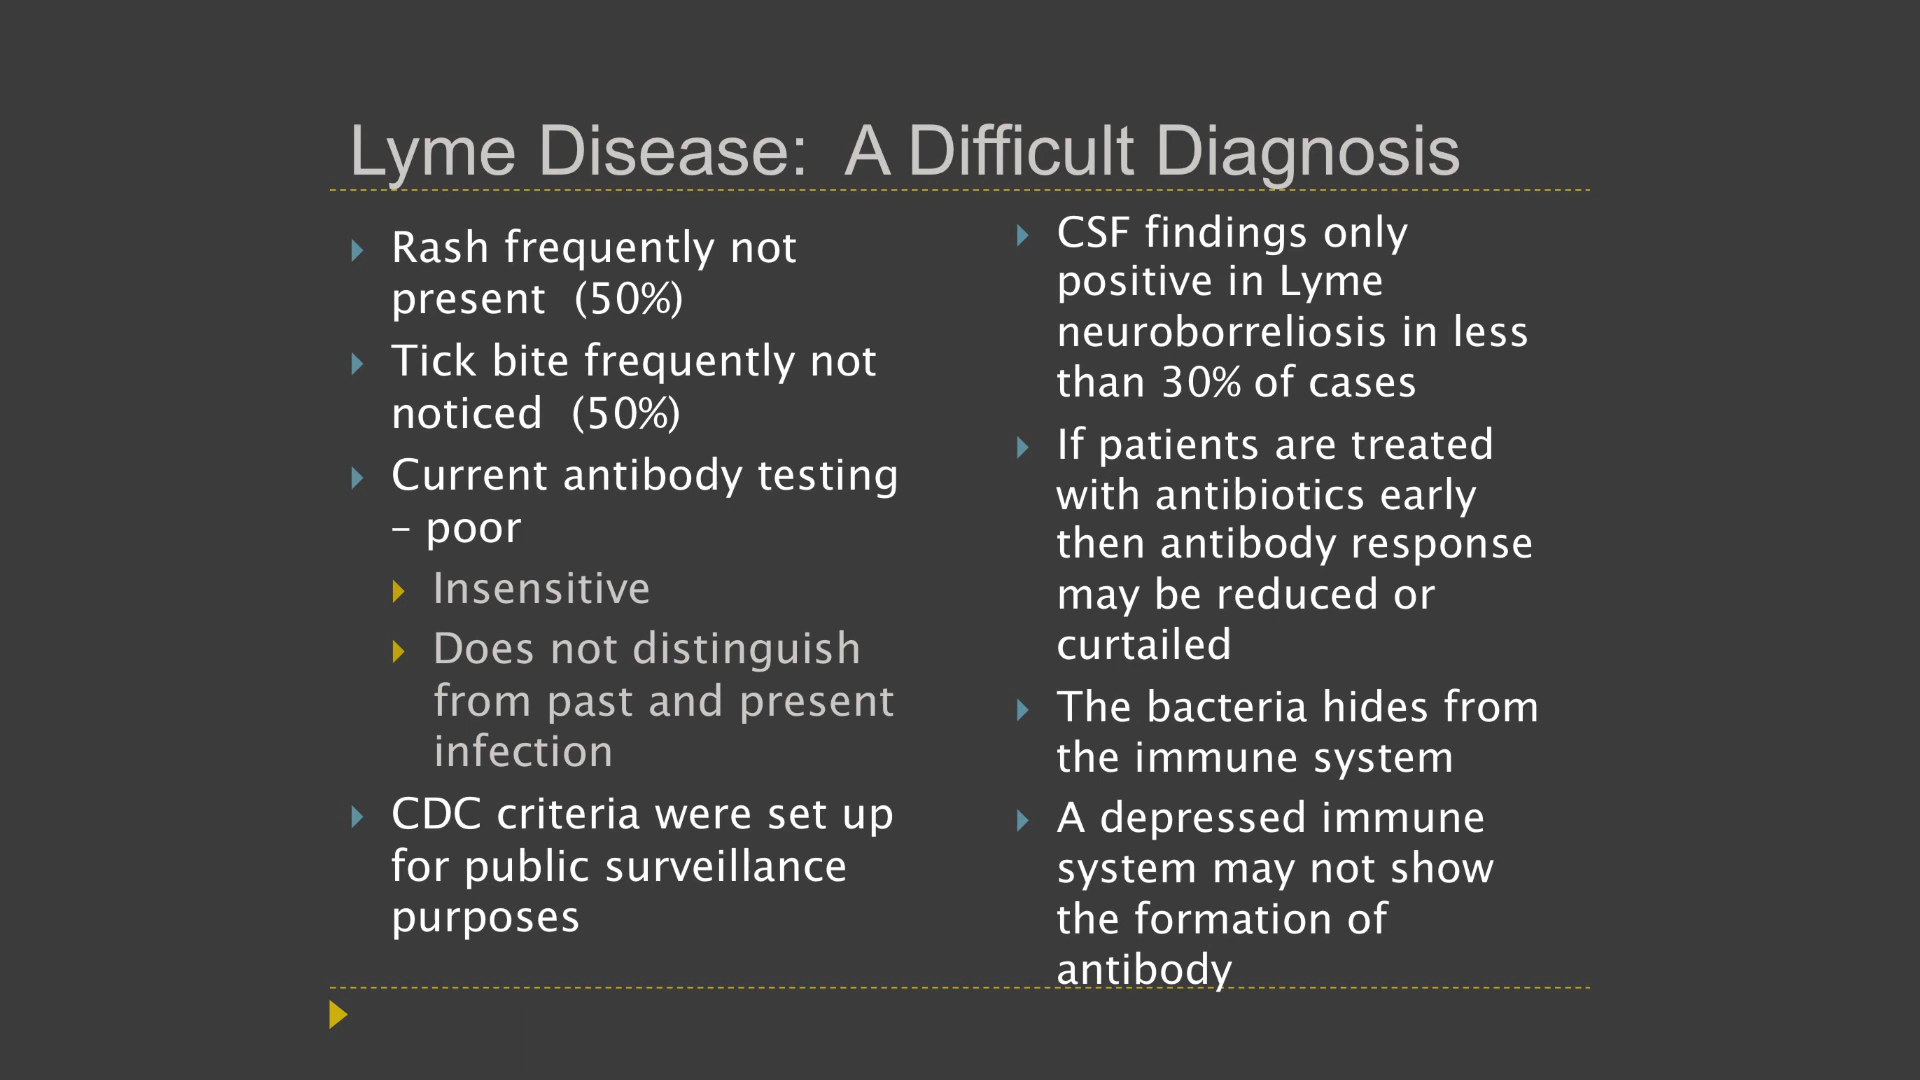 Lyme Disease:  A Difficult Diagnosis
Rash frequently not
present  (50%)
Tick bite frequently not
noticed  (50%)
Current antibody testing
– poor
Insensitive
Does not distinguish
from past and present
infection
CDC criteria were set up
for public surveillance
purposes
CSF findings only
positive in Lyme
neuroborreliosis in less
than 30% of cases
If patients are treated
with antibiotics early
then antibody response
may be reduced or
curtailed
The bacteria hides from
the immune system
A depressed immune
system may not show
the formation of
antibody